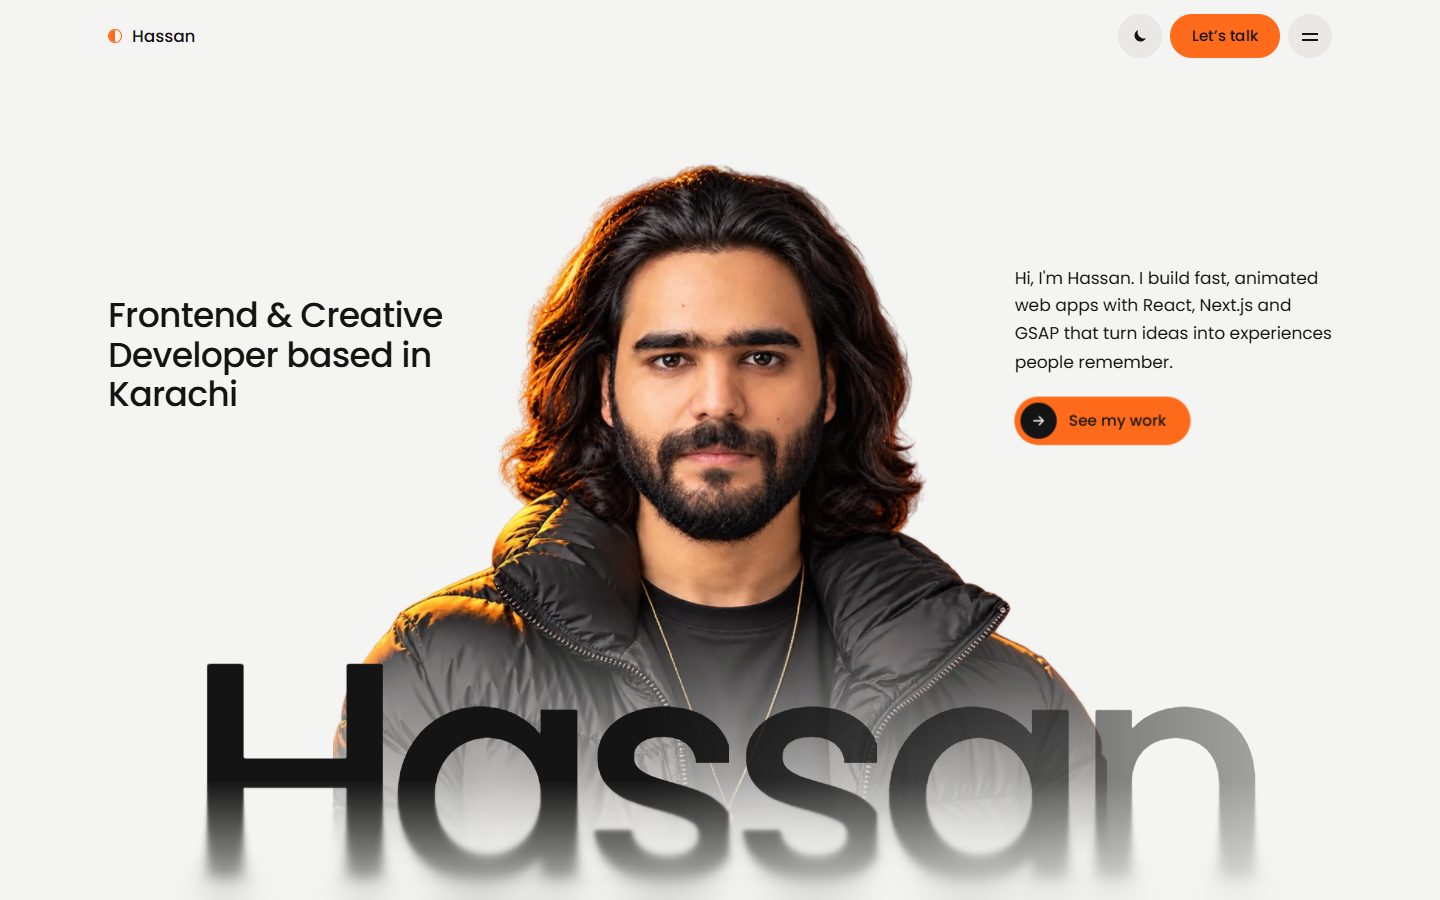 Hassan
Let's talk
Frontend & Creative
Developer based in
Karachi
Hi, I'm Hassan. I build fast, animated
web apps with React, Next.js and
GSAP that turn ideas into experiences
people remember.
See my work
Hassan